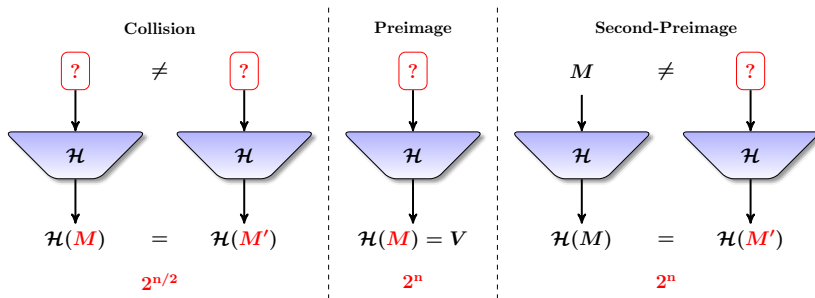 Collision Preimage Second-Preimage
? ≠ ? ? M ≠ ?
ℋ ℋ ℋ ℋ ℋ
ℋ(M) = ℋ(M′) ℋ(M) = V ℋ(M) = ℋ(M′)
2^{n/2} 2^n 2^n